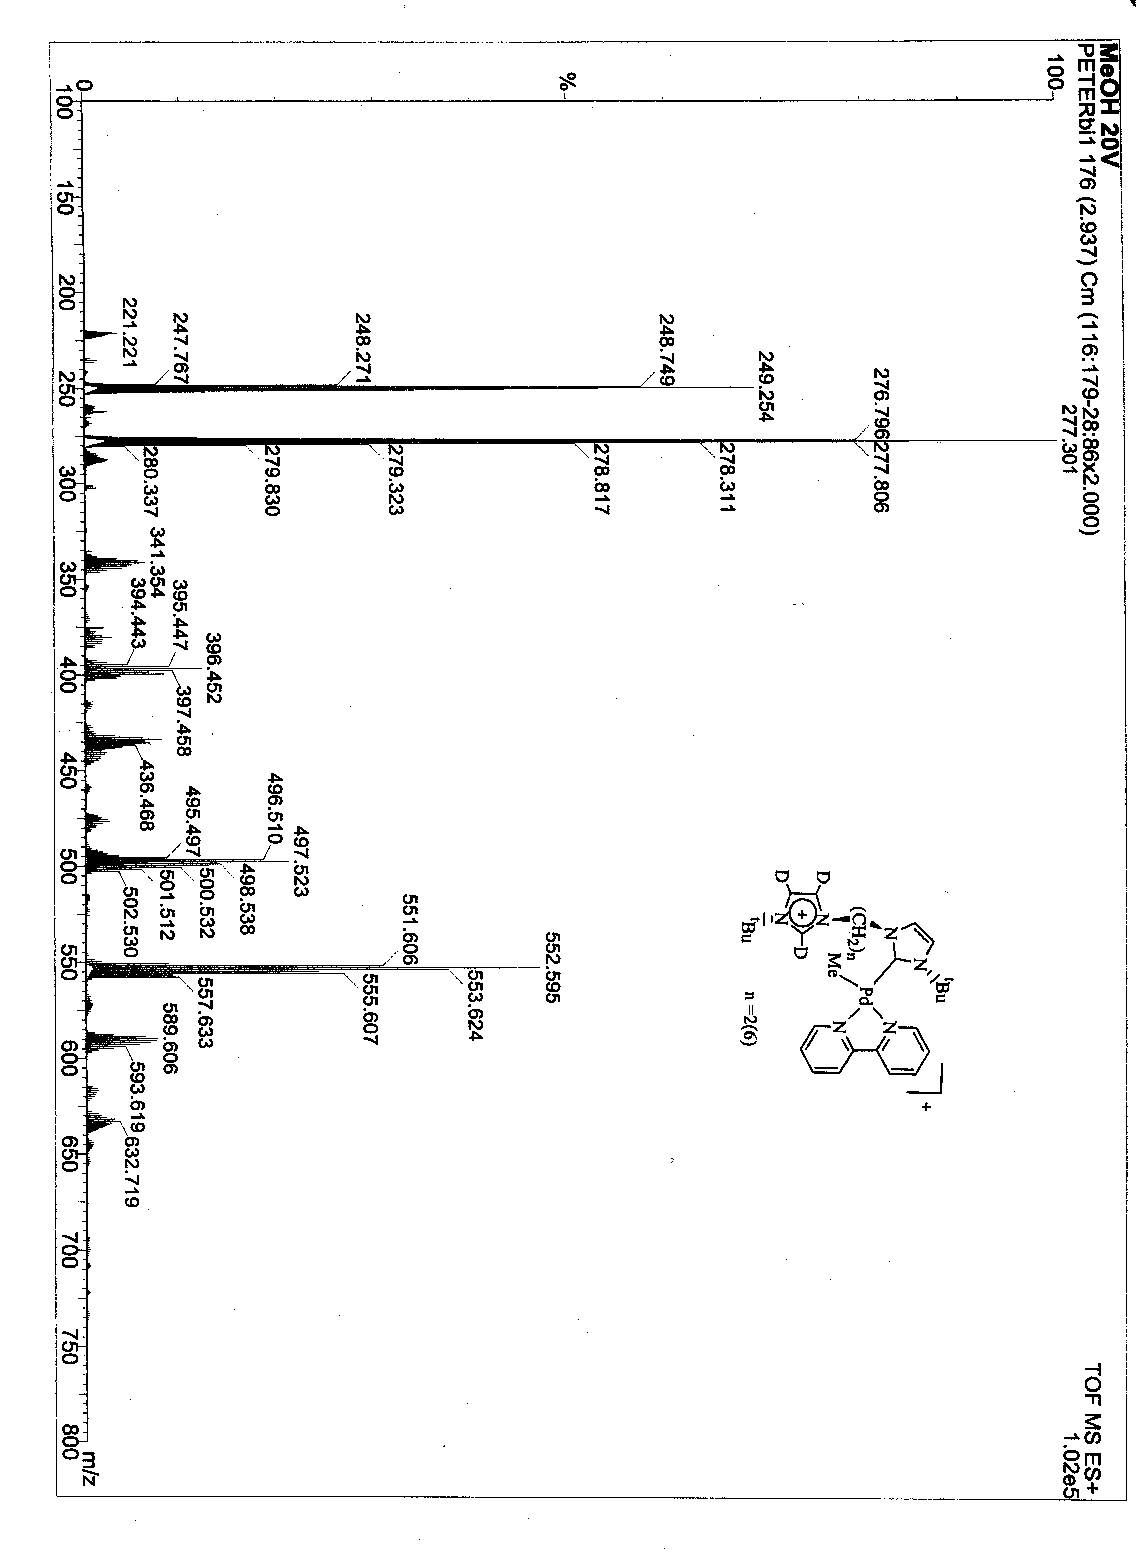 MeOH 20V
PETERbi1 176 (2.937) Cm (116:179-28:86x2.000)
TOF MS ES+
1.02e5
277.301
100
%
0
276.796
277.806
249.254
278.311
248.749
278.817
552.595
553.624
551.606
279.323
248.271
555.607
497.523
496.510
279.830
498.538
396.452
495.497
500.532
557.633
395.447
397.458
247.767
341.354
394.443
436.468
501.512
589.606
280.337
221.221
502.530
593.619
632.719
D
D
D
N
N
+
tBu
(CH2)n
Me
N
N
tBu
Pd
N
N
+
n =2(6)
100
150
200
250
300
350
400
450
500
550
600
650
700
750
800
m/z